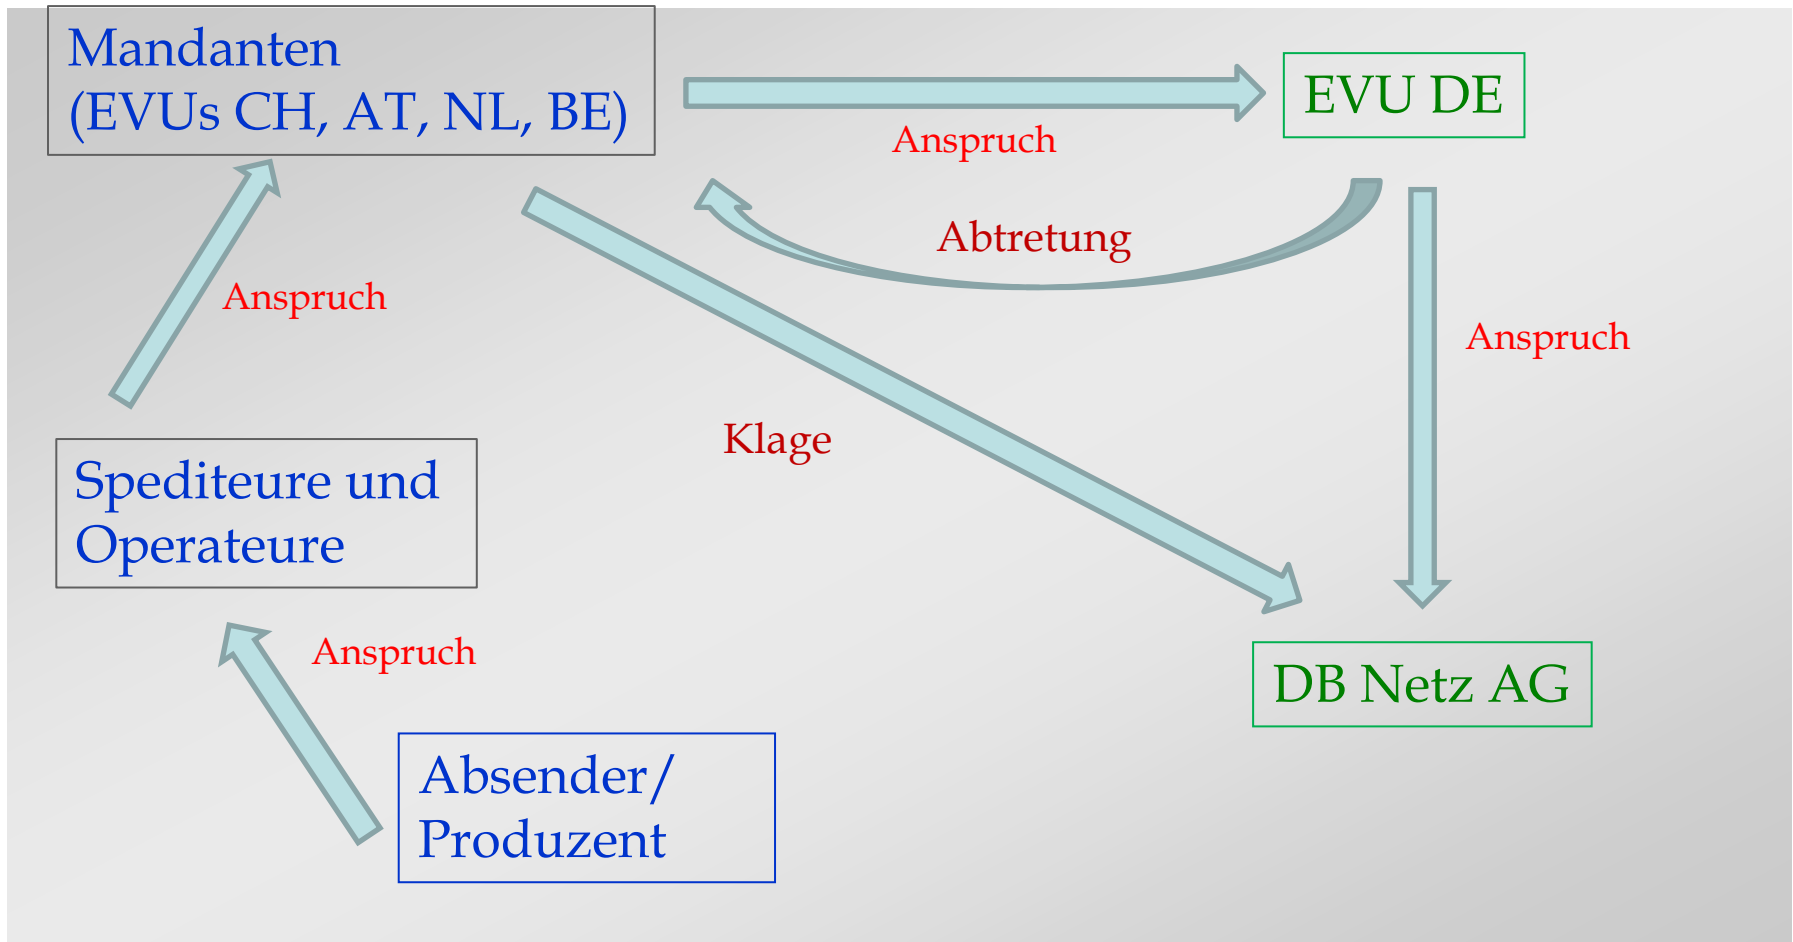 Mandanten
(EVUs CH, AT, NL, BE)
EVU DE
Anspruch
Abtretung
Anspruch
Anspruch
Klage
Spediteure und
Operateure
Anspruch
DB Netz AG
Absender/
Produzent